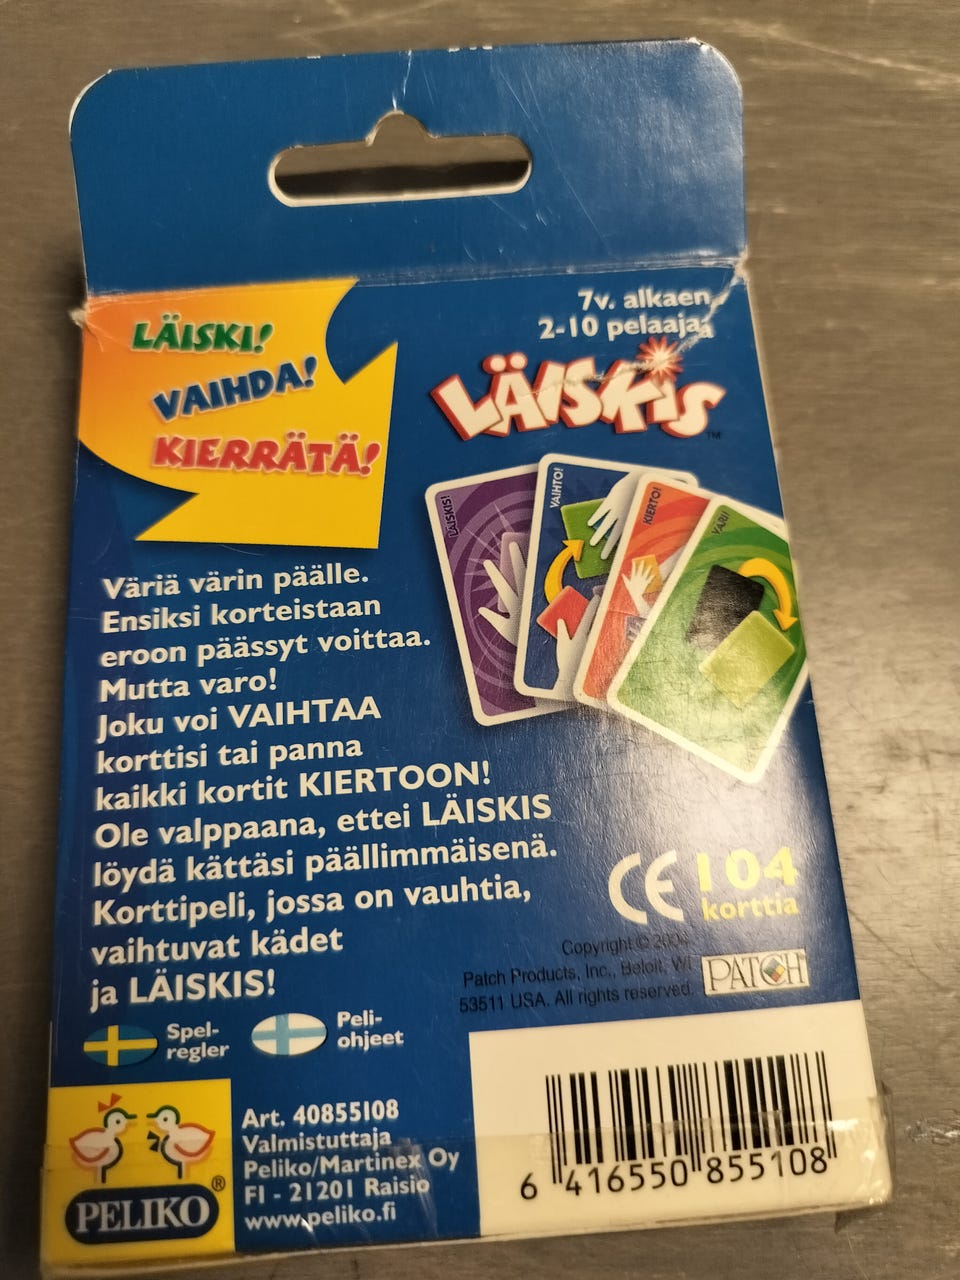 LÄISKI!
VAIHDA!
KIERRÄTÄ!
7v. alkaen
2-10 pelaajaa
LÄISKIS™
LÄISKIS!
VAIHTO!
KIERTO!
VÄRI!
Väriä värin päälle.
Ensiksi korteistaan
eroon päässyt voittaa.
Mutta varo!
Joku voi VAIHTAA
korttisi tai panna
kaikki kortit KIERTOON!
Ole valppaana, ettei LÄISKIS
löydä kättäsi päällimmäisenä.
Korttipeli, jossa on vauhtia,
vaihtuvat kädet
ja LÄISKIS!
CE 104
korttia
Copyright © 2004
Patch Products, Inc., Beloit, WI
53511 USA. All rights reserved.
PATCH
Spel-
regler
Peli-
ohjeet
Art. 40855108
Valmistuttaja
Peliko/Martinex Oy
FI - 21201 Raisio
www.peliko.fi
PELIKO®
6 416550 855108